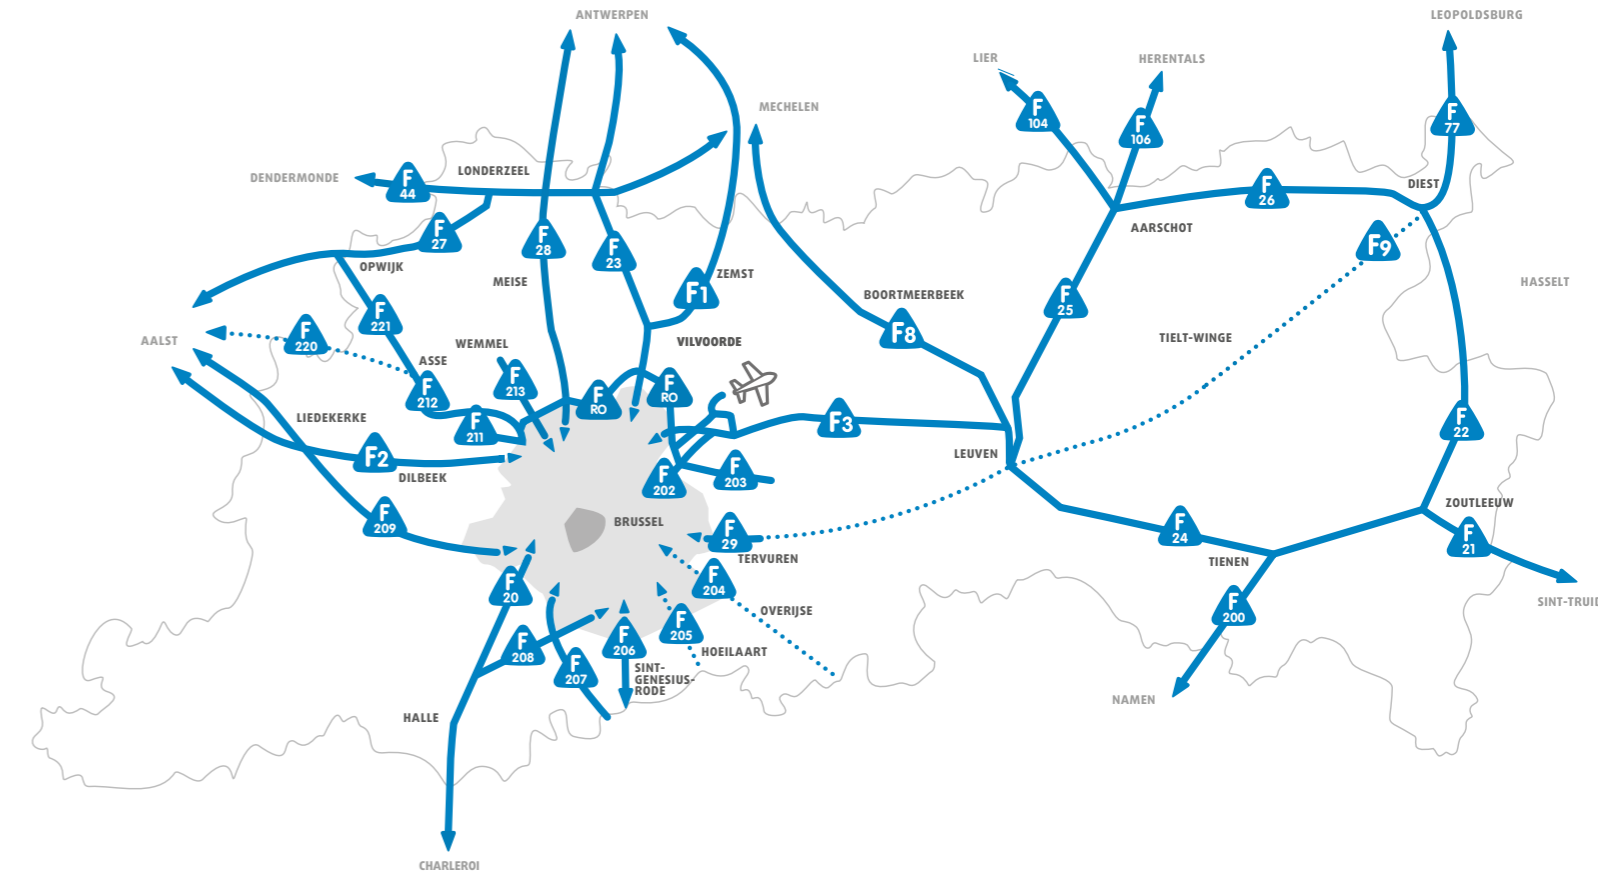 ANTWERPEN
LEOPOLDSBURG
LIER
HERENTALS
MECHELEN
F
104
F
106
F
77
LONDERZEEL
DENDERMONDE
F
44
DIEST
F
26
AARSCHOT
F
27
F
28
F
23
F9
OPWIJK
MEISE
ZEMST
F1
HASSELT
BOORTMEERBEEK
F
25
F
221
F8
TIELT-WINGE
AALST
F
220
WEMMEL
VILVOORDE
ASSE
F
212
F
213
F
RO
F
RO
LIEDEKERKE
F
211
F3
F
22
F2
DILBEEK
LEUVEN
F
202
F
203
ZOUTLEEUW
F
209
BRUSSEL
F
29
TERVUREN
F
24
F
21
TIENEN
F
20
F
204
OVERIJSE
F
200
SINT-TRUID
F
208
F
206
F
205
HOEILAART
F
207
SINT-
GENESIUS-
RODE
NAMEN
HALLE
CHARLEROI